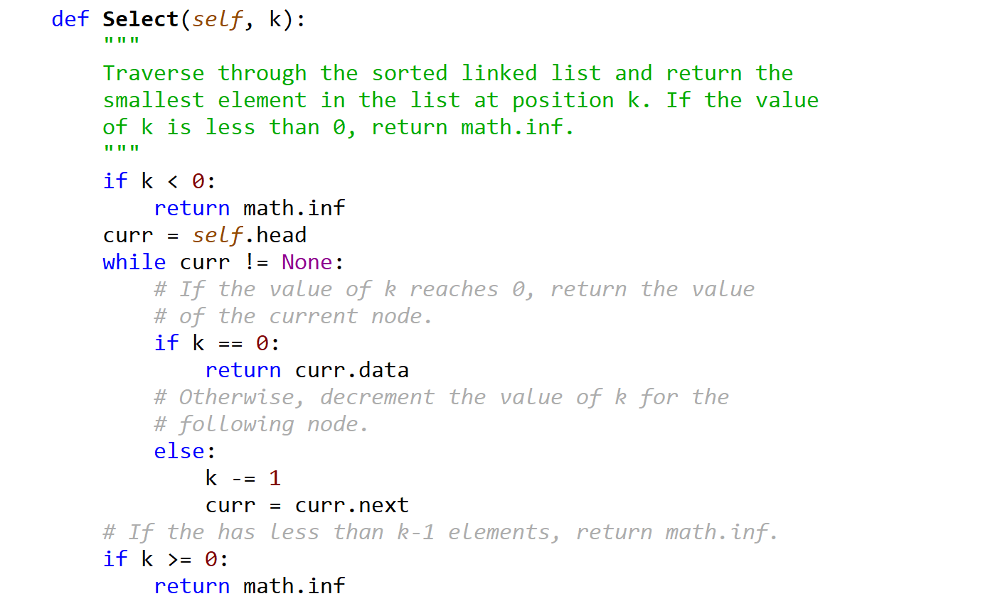 def Select(self, k):
"""
Traverse through the sorted linked list and return the
smallest element in the list at position k. If the value
of k is less than 0, return math.inf.
"""
if k < 0:
return math.inf
curr = self.head
while curr != None:
# If the value of k reaches 0, return the value
# of the current node.
if k == 0:
return curr.data
# Otherwise, decrement the value of k for the
# following node.
else:
k -= 1
curr = curr.next
# If the has less than k-1 elements, return math.inf.
if k >= 0:
return math.inf